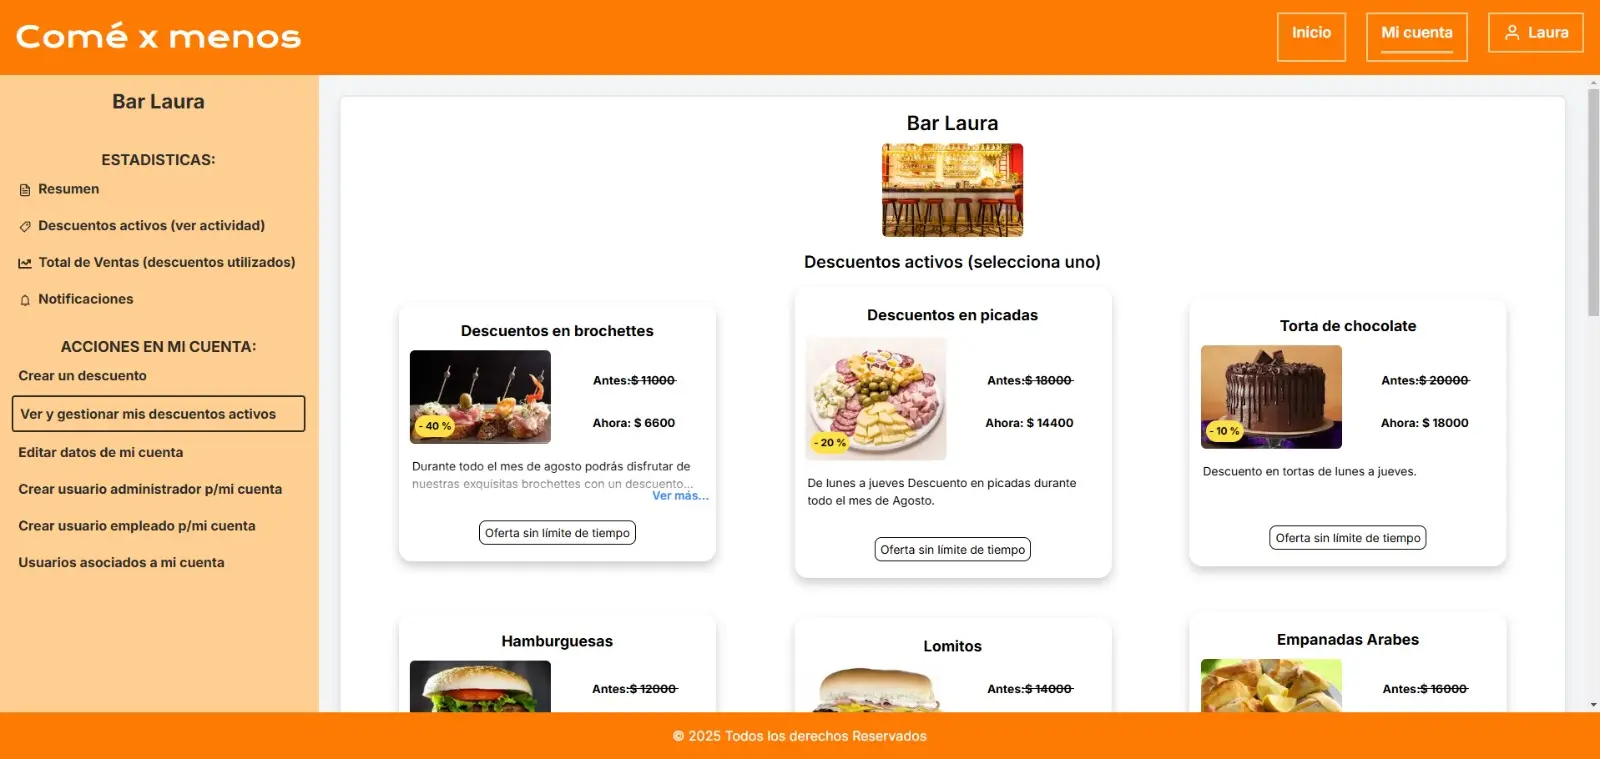 Comé x menos
Inicio
Mi cuenta
Laura
Bar Laura
ESTADISTICAS:
Resumen
Descuentos activos (ver actividad)
Total de Ventas (descuentos utilizados)
Notificaciones
ACCIONES EN MI CUENTA:
Crear un descuento
Ver y gestionar mis descuentos activos
Editar datos de mi cuenta
Crear usuario administrador p/mi cuenta
Crear usuario empleado p/mi cuenta
Usuarios asociados a mi cuenta
Bar Laura
Descuentos activos (selecciona uno)
Descuentos en brochettes
Antes:$ 11000
Ahora: $ 6600
- 40 %
Durante todo el mes de agosto podrás disfrutar de
nuestras exquisitas brochettes con un descuento...
Ver más...
Oferta sin límite de tiempo
Descuentos en picadas
Antes:$ 18000
Ahora: $ 14400
- 20 %
De lunes a jueves Descuento en picadas durante
todo el mes de Agosto.
Oferta sin límite de tiempo
Torta de chocolate
Antes:$ 20000
Ahora: $ 18000
- 10 %
Descuento en tortas de lunes a jueves.
Oferta sin límite de tiempo
Hamburguesas
Antes:$ 12000
Lomitos
Antes:$ 14000
Empanadas Arabes
Antes:$ 16000
© 2025 Todos los derechos Reservados